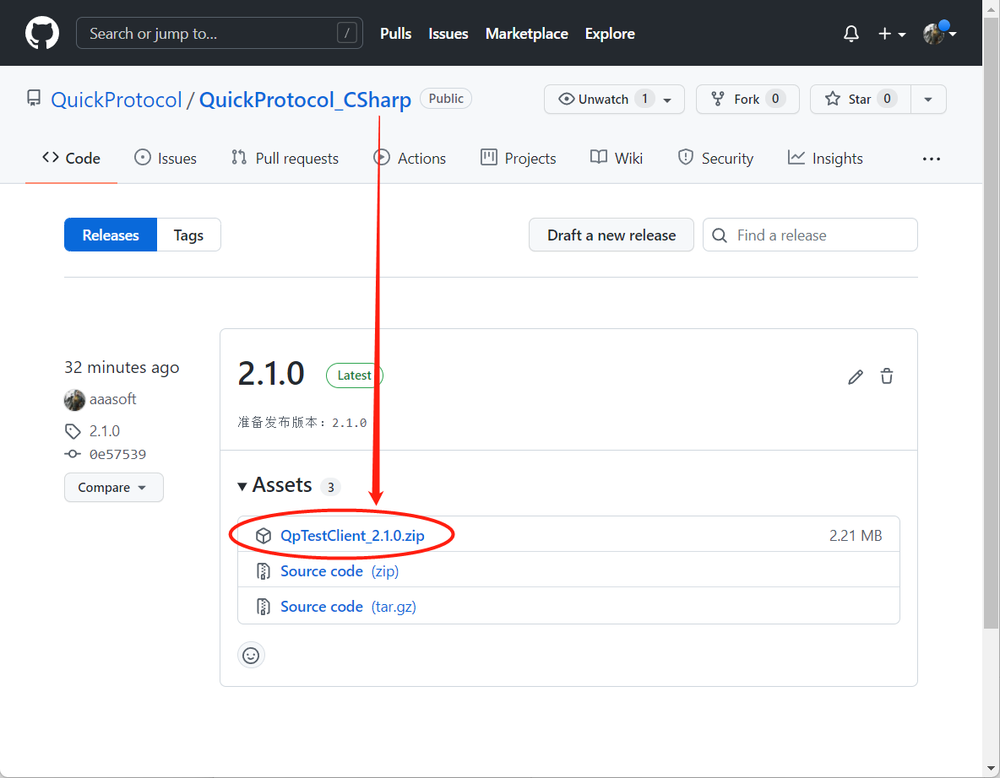 Search or jump to... / Pulls Issues Marketplace Explore
QuickProtocol / QuickProtocol_CSharp Public Unwatch 1 Fork 0 Star 0
Code Issues Pull requests Actions Projects Wiki Security Insights ...
Releases Tags Draft a new release Find a release
32 minutes ago
aaasoft
2.1.0
0e57539
Compare
2.1.0 Latest
准备发布版本：2.1.0
Assets 3
QpTestClient_2.1.0.zip 2.21 MB
Source code (zip)
Source code (tar.gz)